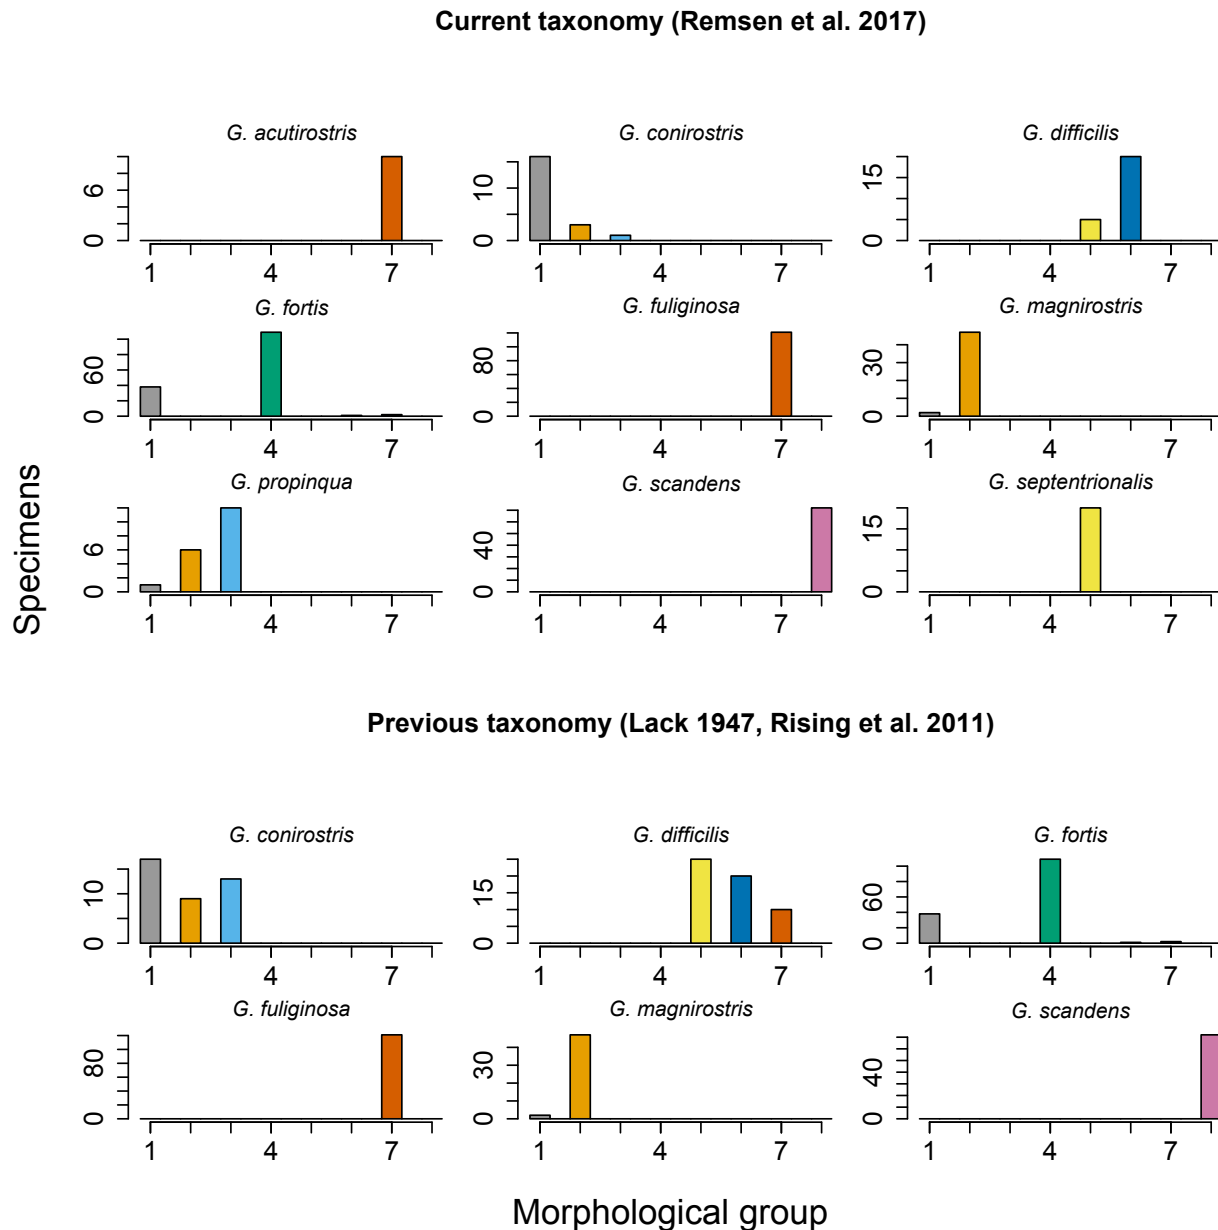 Current taxonomy (Remsen et al. 2017)
G. acutirostris G. conirostris G. difficilis
0 6 0 10 0 15
1 4 7 1 4 7 1 4 7
G. fortis G. fuliginosa G. magnirostris
0 60 0 80 0 30
1 4 7 1 4 7 1 4 7
G. propinqua G. scandens G. septentrionalis
0 6 0 40 0 15
1 4 7 1 4 7 1 4 7
Specimens
Previous taxonomy (Lack 1947, Rising et al. 2011)
G. conirostris G. difficilis G. fortis
0 10 0 15 0 60
1 4 7 1 4 7 1 4 7
G. fuliginosa G. magnirostris G. scandens
0 80 0 30 0 40
1 4 7 1 4 7 1 4 7
Morphological group